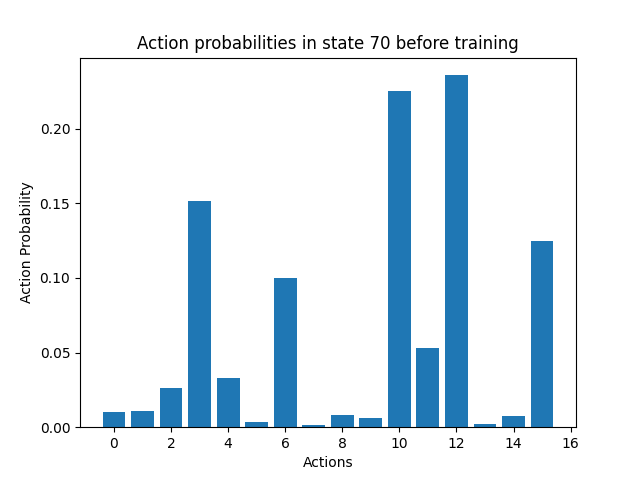 Action probabilities in state 70 before training
Action Probability
0.20
0.15
0.10
0.05
0.00
0 2 4 6 8 10 12 14 16
Actions